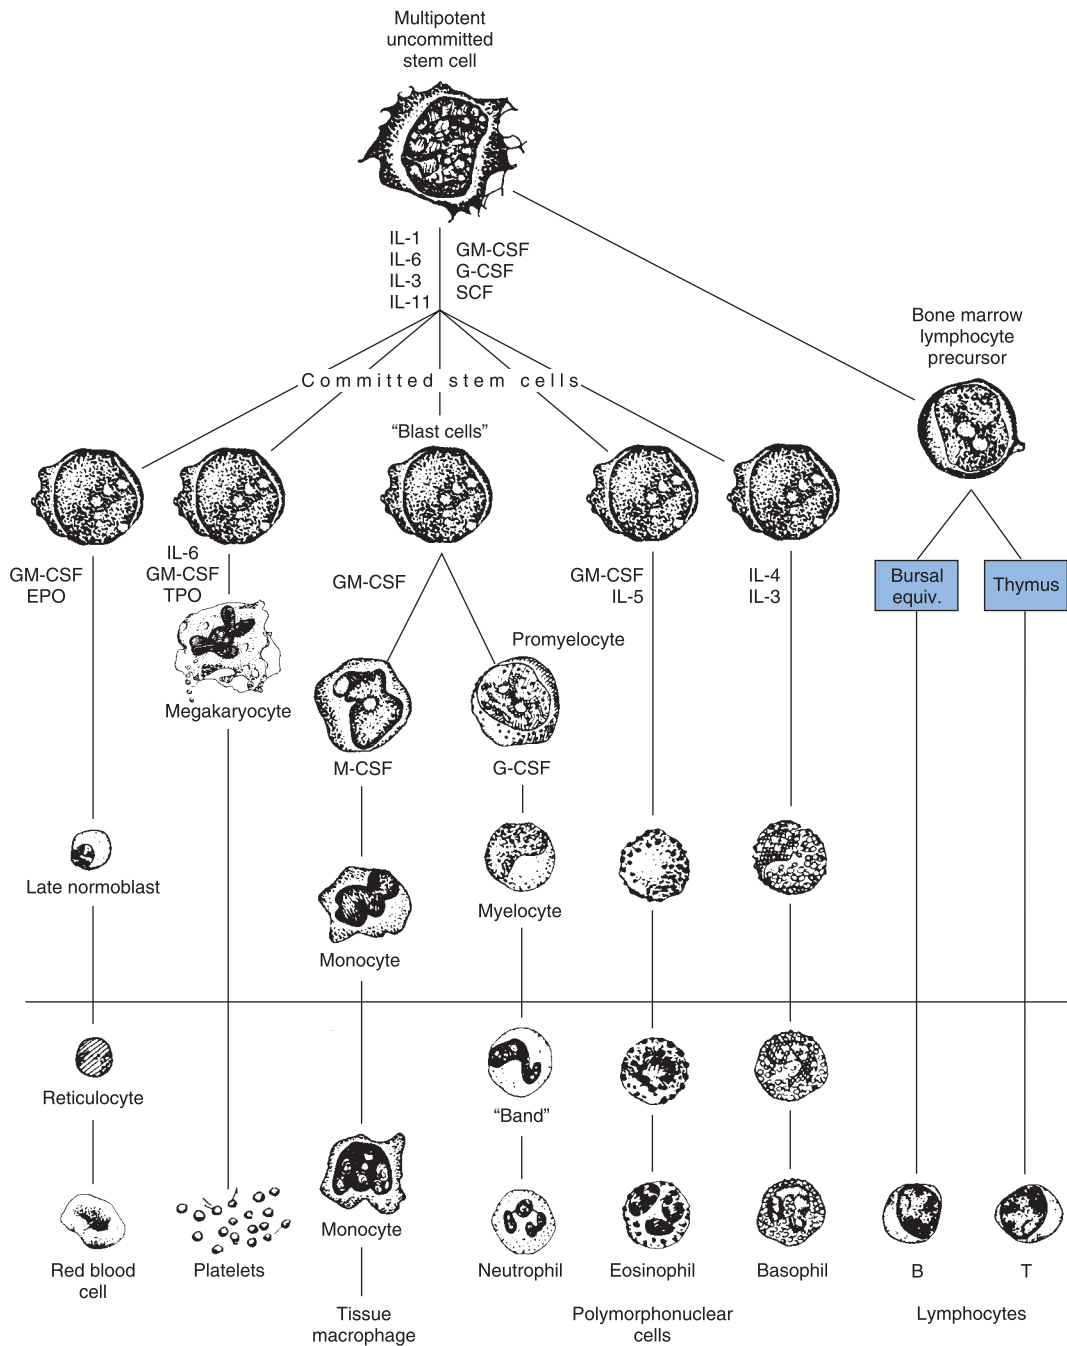 Multipotent
uncommitted
stem cell
IL-1
IL-6
IL-3
IL-11
GM-CSF
G-CSF
SCF
Bone marrow
lymphocyte
precursor
Committed stem cells
“Blast cells”
GM-CSF
EPO
IL-6
GM-CSF
TPO
GM-CSF
GM-CSF
IL-5
IL-4
IL-3
Bursal
equiv.
Thymus
Promyelocyte
Megakaryocyte
M-CSF
G-CSF
Late normoblast
Myelocyte
Monocyte
Reticulocyte
“Band”
Monocyte
Red blood
cell
Platelets
Neutrophil
Eosinophil
Basophil
B
T
Tissue
macrophage
Polymorphonuclear
cells
Lymphocytes